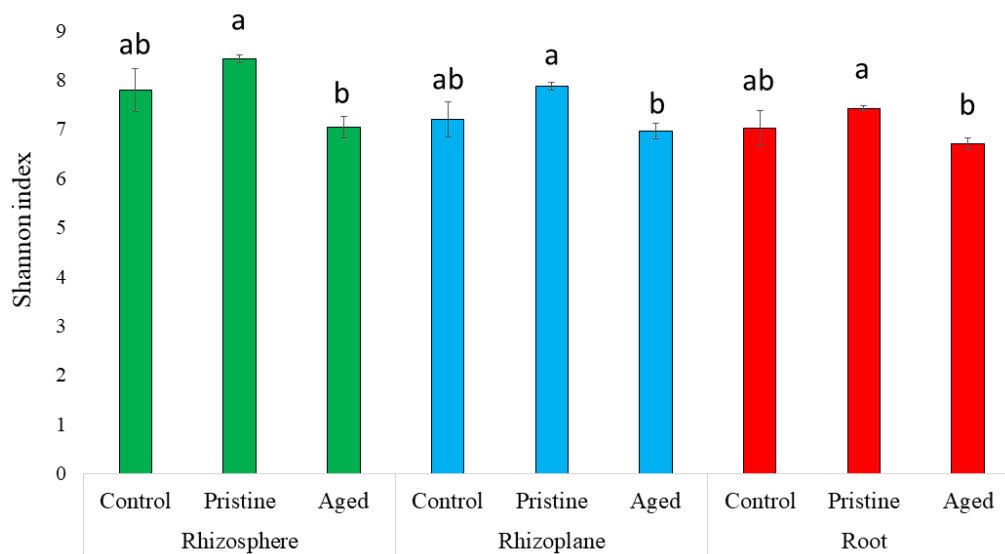 9
8
7
6
5
4
3
2
1
0
Shannon index
ab
a
b
ab
a
b
ab
a
b
Control Pristine Aged Control Pristine Aged Control Pristine Aged
Rhizosphere Rhizoplane Root